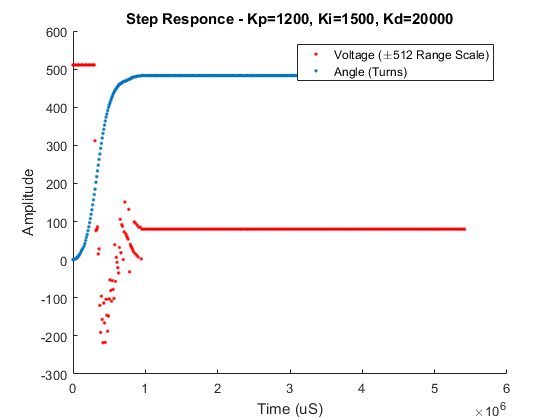 Step Responce - Kp=1200, Ki=1500, Kd=20000
Voltage (±512 Range Scale)
Angle (Turns)
600
500
400
300
200
100
0
-100
-200
-300
Amplitude
0 1 2 3 4 5 6
Time (uS)
×10^6